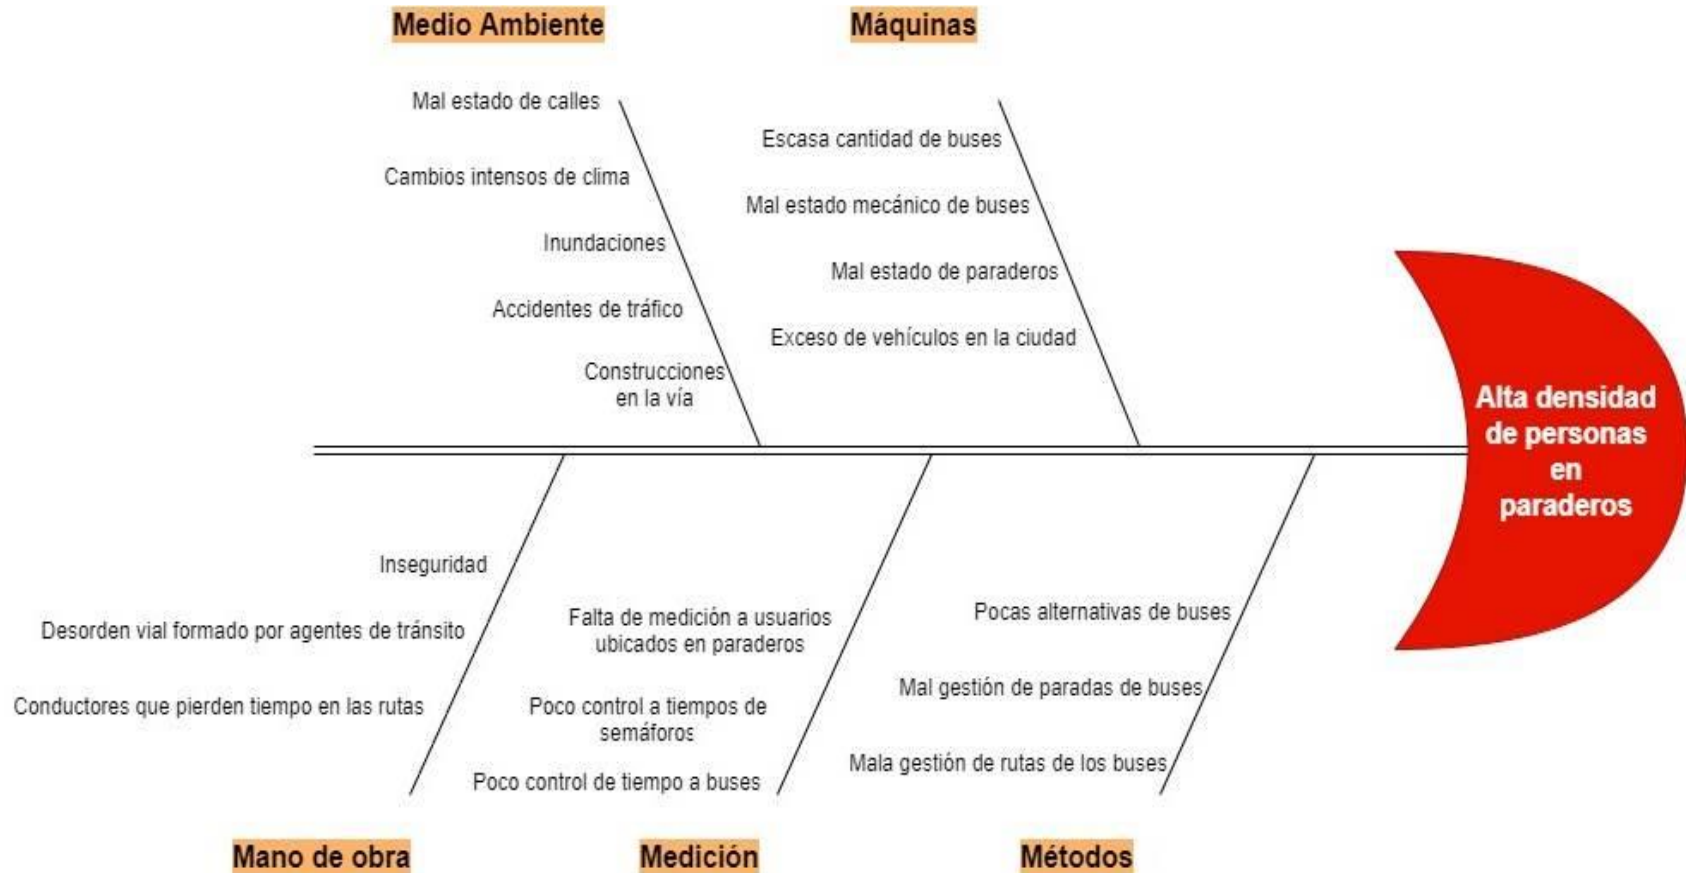 Medio Ambiente
Máquinas
Mal estado de calles
Cambios intensos de clima
Inundaciones
Accidentes de tráfico
Construcciones
en la vía
Escasa cantidad de buses
Mal estado mecánico de buses
Mal estado de paraderos
Exceso de vehículos en la ciudad
Alta densidad
de personas
en
paraderos
Inseguridad
Desorden vial formado por agentes de tránsito
Conductores que pierden tiempo en las rutas
Falta de medición a usuarios
ubicados en paraderos
Poco control a tiempos de
semáforos
Poco control de tiempo a buses
Pocas alternativas de buses
Mal gestión de paradas de buses
Mala gestión de rutas de los buses
Mano de obra
Medición
Métodos